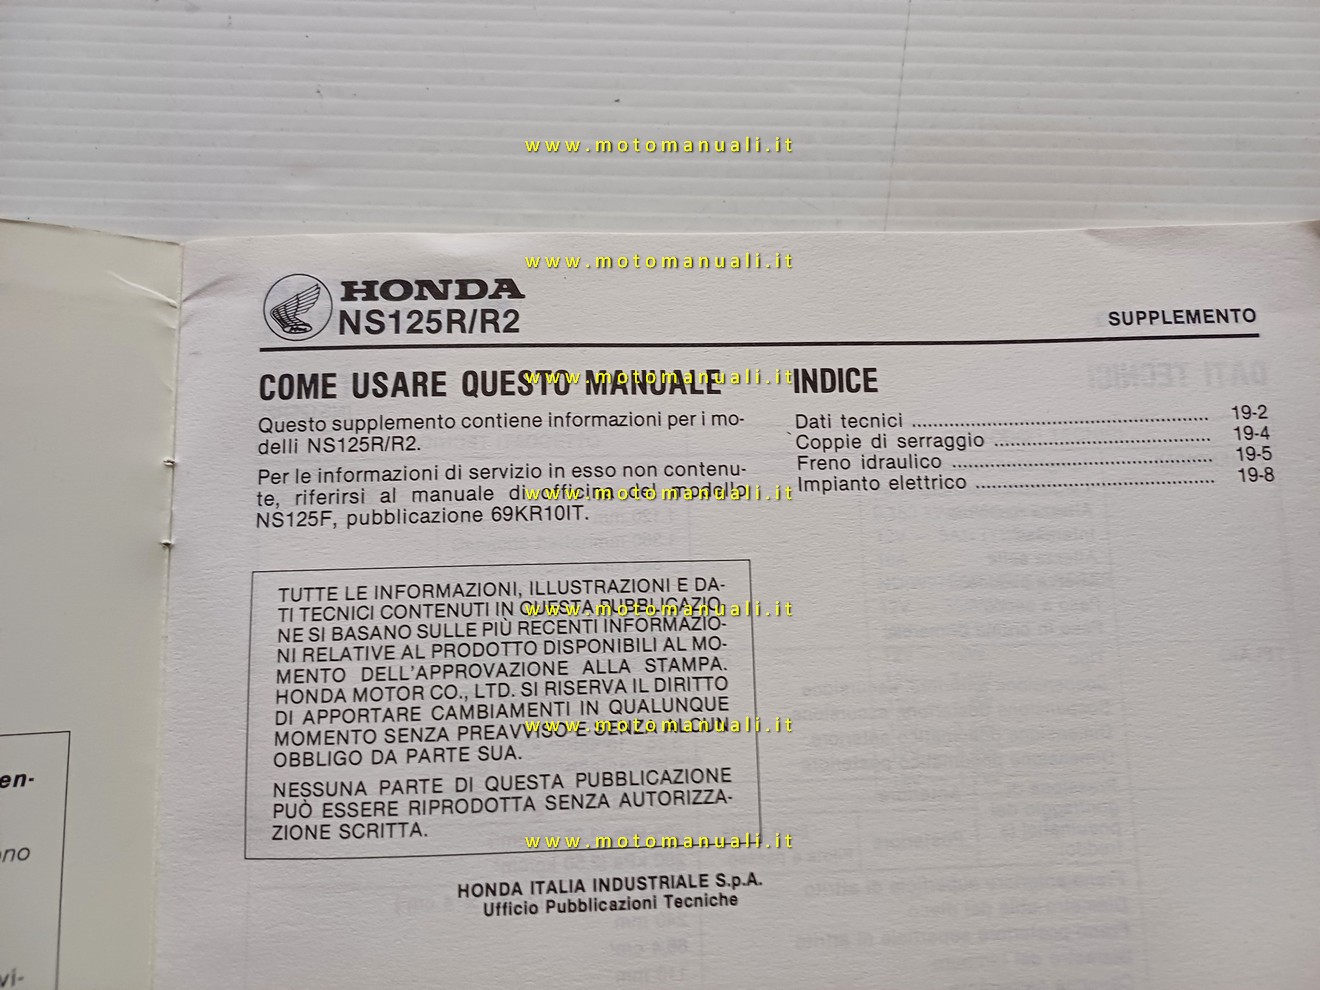 www.motomanuali.it
www.motomanuali.it
HONDA
NS125R/R2
SUPPLEMENTO
COME USARE QUESTO MANUALE
www.motomanuali.it
Questo supplemento contiene informazioni per i mo-
delli NS125R/R2.
Per le informazioni di servizio in esso non contenu-
te, riferirsi al manuale di officina del modello
www.motomanuali.it
NS125F, pubblicazione 69KR10IT.
TUTTE LE INFORMAZIONI, ILLUSTRAZIONI E DA-
TI TECNICI CONTENUTI IN QUESTA PUBBLICAZIO-
www.motomanuali.it
NE SI BASANO SULLE PIÙ RECENTI INFORMAZIO-
NI RELATIVE AL PRODOTTO DISPONIBILI AL MO-
MENTO DELL'APPROVAZIONE ALLA STAMPA.
HONDA MOTOR CO., LTD. SI RISERVA IL DIRITTO
DI APPORTARE CAMBIAMENTI IN QUALUNQUE
MOMENTO SENZA PREAVVISO E SENZA ALCUN
www.motomanuali.it
OBBLIGO DA PARTE SUA.
NESSUNA PARTE DI QUESTA PUBBLICAZIONE
PUÒ ESSERE RIPRODOTTA SENZA AUTORIZZA-
ZIONE SCRITTA.
www.motomanuali.it
HONDA ITALIA INDUSTRIALE S.p.A.
Ufficio Pubblicazioni Tecniche
INDICE
Dati tecnici ........ 19-2
Coppie di serraggio ........ 19-4
Freno idraulico ........ 19-5
Impianto elettrico ........ 19-8
en-
ono
vi-